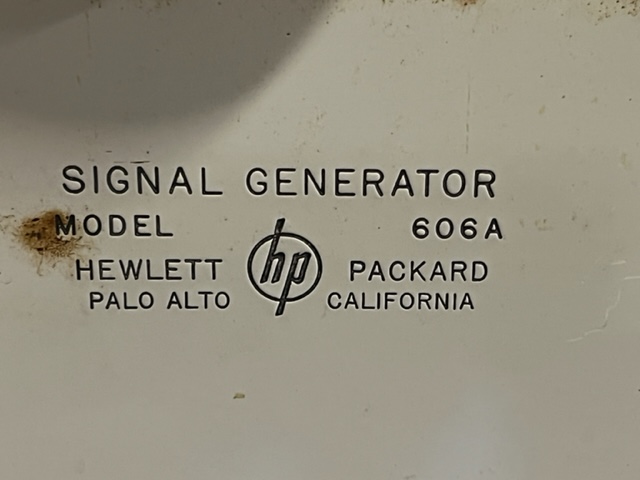 SIGNAL GENERATOR
MODEL 606A
HEWLETT hp PACKARD
PALO ALTO CALIFORNIA